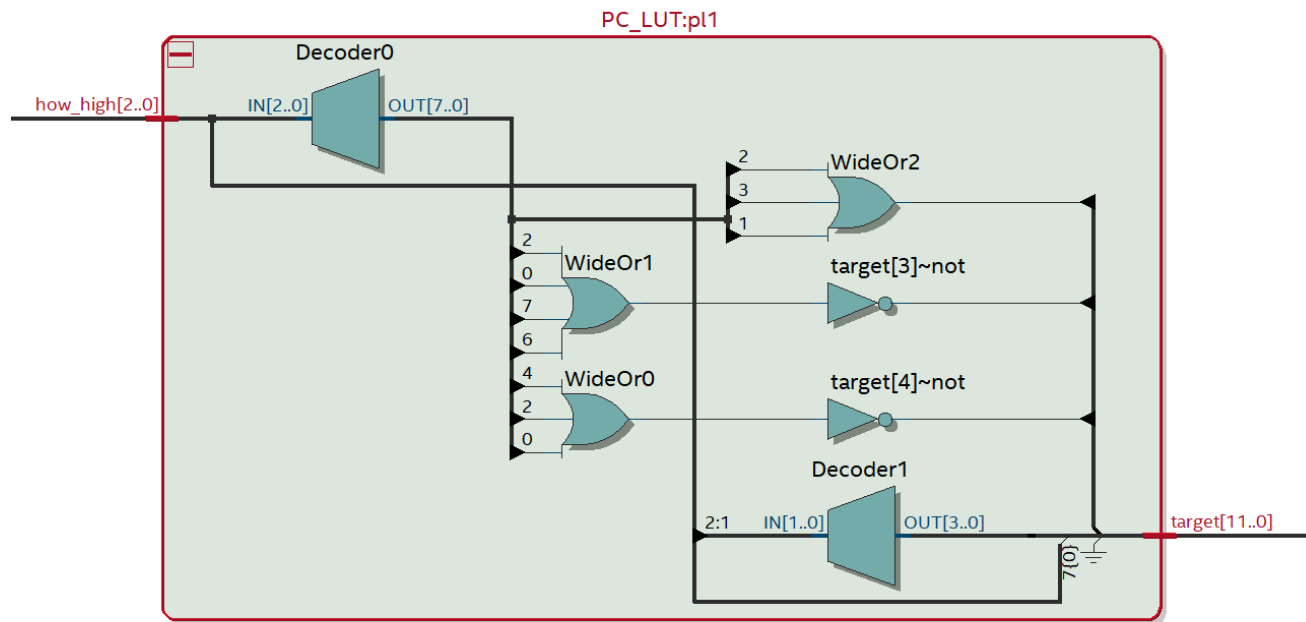 PC_LUT:pl1
Decoder0
how_high[2..0] IN[2..0] OUT[7..0]
2 WideOr2
3
1
2 WideOr1 target[3]~not
0
7
6
4 WideOr0 target[4]~not
2
0
Decoder1
2:1 IN[1..0] OUT[3..0] target[11..0]
7{0}